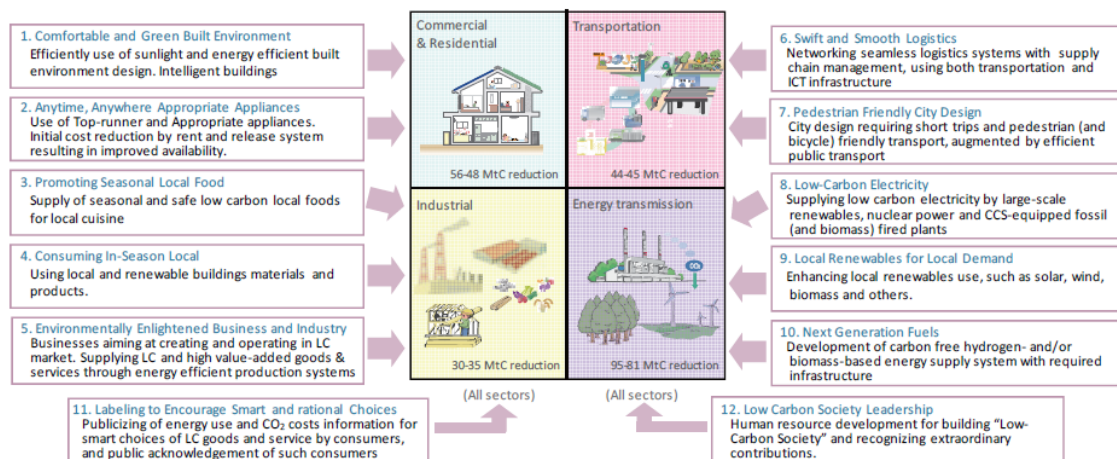 1. Comfortable and Green Built Environment
Efficiently use of sunlight and energy efficient built
environment design. Intelligent buildings
2. Anytime, Anywhere Appropriate Appliances
Use of Top-runner and Appropriate appliances.
Initial cost reduction by rent and release system
resulting in improved availability.
3. Promoting Seasonal Local Food
Supply of seasonal and safe low carbon local foods
for local cuisine
4. Consuming In-Season Local
Using local and renewable buildings materials and
products.
5. Environmentally Enlightened Business and Industry
Businesses aiming at creating and operating in LC
market. Supplying LC and high value-added goods &
services through energy efficient production systems
Commercial
& Residential
56-48 MtC reduction
Transportation
44-45 MtC reduction
Industrial
30-35 MtC reduction
Energy transmission
CO₂
95-81 MtC reduction
6. Swift and Smooth Logistics
Networking seamless logistics systems with supply
chain management, using both transportation and
ICT infrastructure
7. Pedestrian Friendly City Design
City design requiring short trips and pedestrian (and
bicycle) friendly transport, augmented by efficient
public transport
8. Low-Carbon Electricity
Supplying low carbon electricity by large-scale
renewables, nuclear power and CCS-equipped fossil
(and biomass) fired plants
9. Local Renewables for Local Demand
Enhancing local renewables use, such as solar, wind,
biomass and others.
10. Next Generation Fuels
Development of carbon free hydrogen- and/or
biomass-based energy supply system with required
infrastructure
(All sectors)
(All sectors)
11. Labeling to Encourage Smart and rational Choices
Publicizing of energy use and CO₂ costs information for
smart choices of LC goods and service by consumers,
and public acknowledgement of such consumers
12. Low Carbon Society Leadership
Human resource development for building “Low-
Carbon Society” and recognizing extraordinary
contributions.